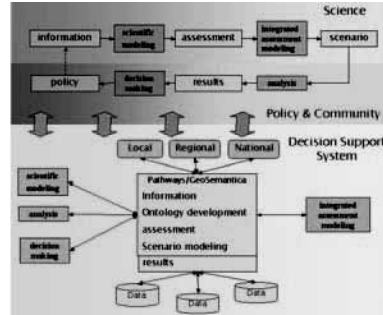 Science
information
scientific
modeling
assessment
integrated
assessment
modeling
scenario
policy
decision
making
results
analysis
Policy & Community
Decision Support
System
Local
Regional
National
Pathways/GeoSemantica
Information
Ontology development
assessment
Scenario modeling
results
scientific
modeling
analysis
decision
making
integrated
assessment
modeling
Data
Data
Data